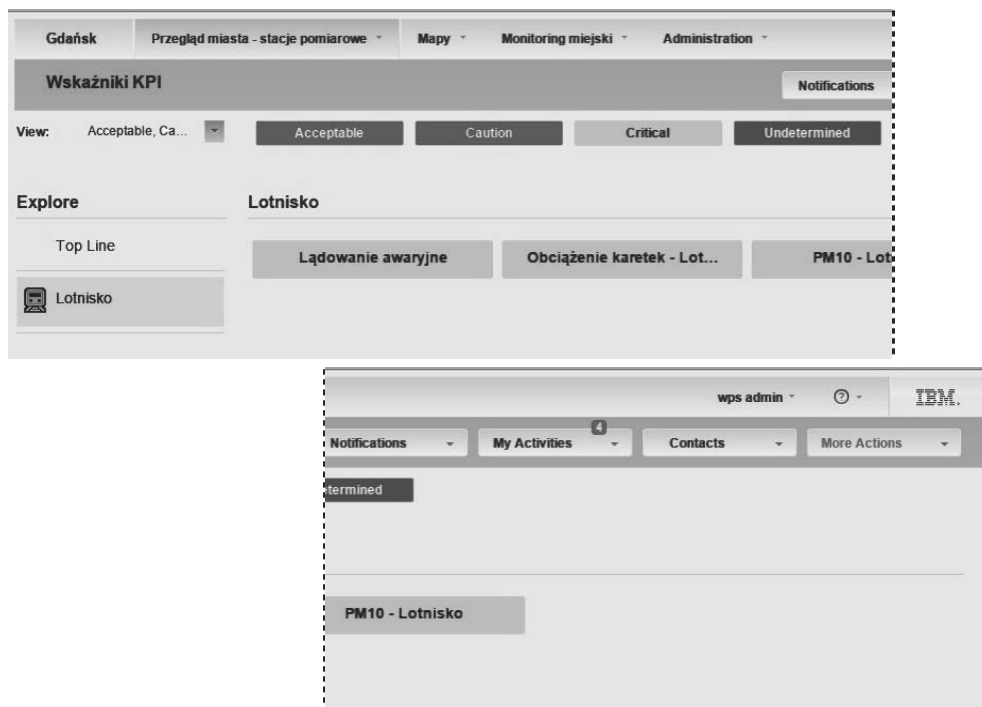 Gdańsk Przegląd miasta - stacje pomiarowe Mapy Monitoring miejski Administration
Wskaźniki KPI Notifications
View: Acceptable, Ca... Acceptable Caution Critical Undetermined
Explore Lotnisko
Top Line
Lądowanie awaryjne Obciążenie karetek - Lot... PM10 - Lot
Lotnisko
wps admin ? IBM.
Notifications My Activities 4 Contacts More Actions
termined
PM10 - Lotnisko